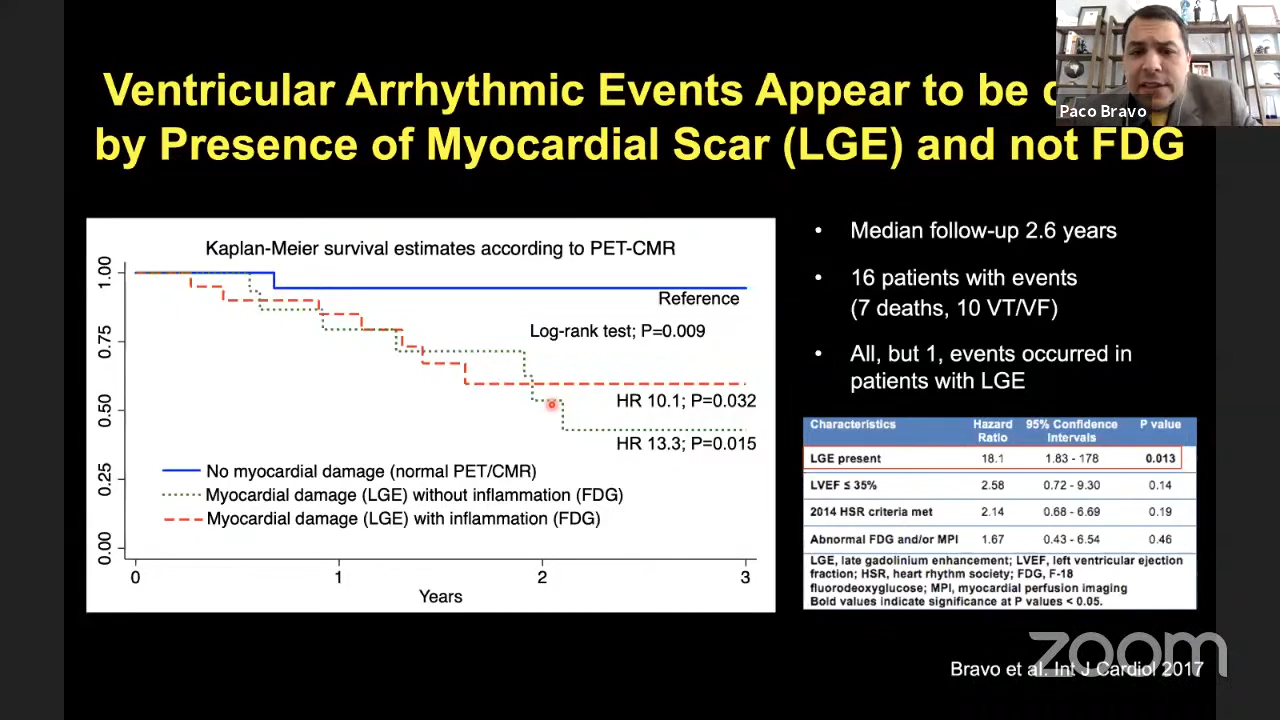 Ventricular Arrhythmic Events Appear to be
by Presence of Myocardial Scar (LGE) and not FDG
Paco Bravo
Kaplan-Meier survival estimates according to PET-CMR
1.00
0.75
0.50
0.25
0.00
Reference
Log-rank test; P=0.009
HR 10.1; P=0.032
HR 13.3; P=0.015
No myocardial damage (normal PET/CMR)
Myocardial damage (LGE) without inflammation (FDG)
Myocardial damage (LGE) with inflammation (FDG)
0 1 2 3
Years
• Median follow-up 2.6 years
• 16 patients with events
(7 deaths, 10 VT/VF)
• All, but 1, events occurred in
patients with LGE
Characteristics Hazard Ratio 95% Confidence Intervals P value
LGE present 18.1 1.83 - 178 0.013
LVEF ≤ 35% 2.58 0.72 - 9.30 0.14
2014 HSR criteria met 2.14 0.68 - 6.69 0.19
Abnormal FDG and/or MPI 1.67 0.43 - 6.54 0.46
LGE, late gadolinium enhancement; LVEF, left ventricular ejection
fraction; HSR, heart rhythm society; FDG, F-18
fluorodeoxyglucose; MPI, myocardial perfusion imaging
Bold values indicate significance at P values < 0.05.
zoom
Bravo et al. Int J Cardiol 2017